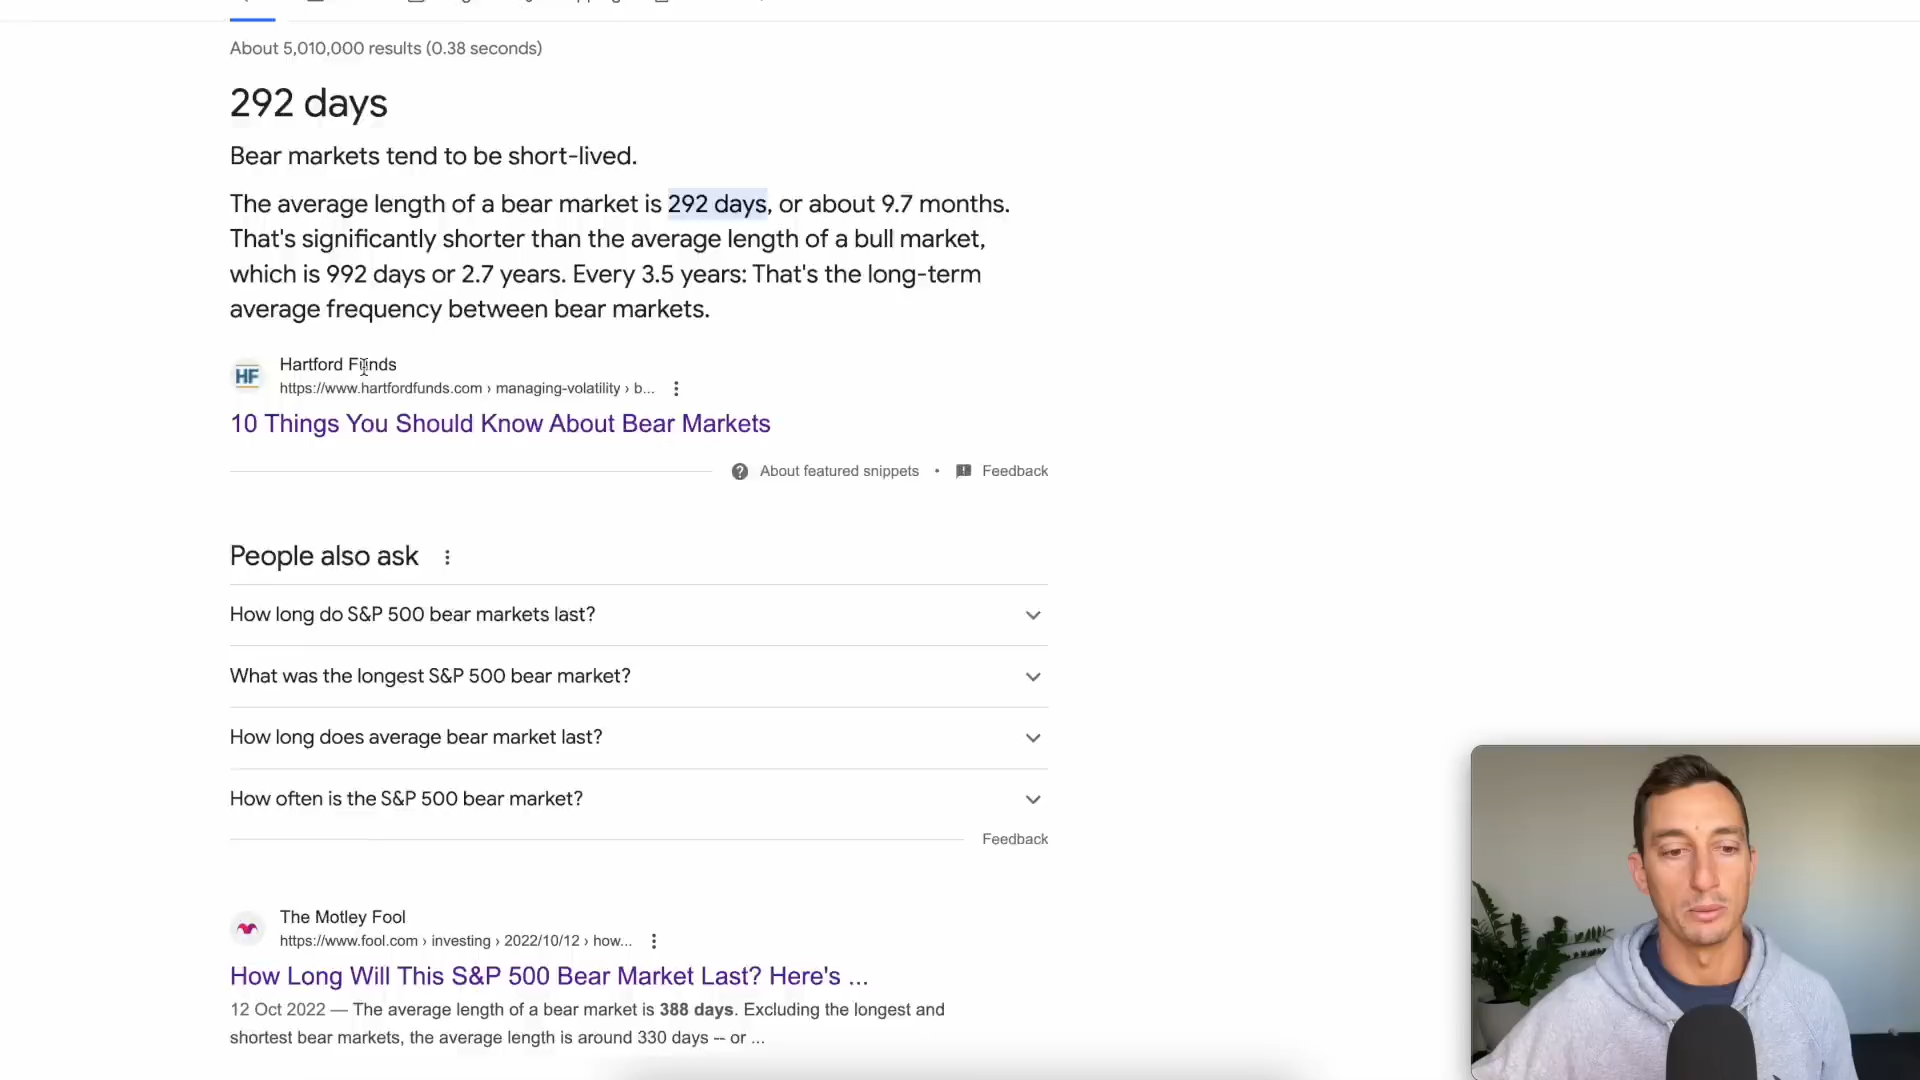 About 5,010,000 results (0.38 seconds)
292 days
Bear markets tend to be short-lived.
The average length of a bear market is 292 days, or about 9.7 months.
That's significantly shorter than the average length of a bull market,
which is 992 days or 2.7 years. Every 3.5 years: That's the long-term
average frequency between bear markets.
HF
Hartford Funds
https://www.hartfordfunds.com › managing-volatility › b...
10 Things You Should Know About Bear Markets
About featured snippets • Feedback
People also ask
How long do S&P 500 bear markets last?
What was the longest S&P 500 bear market?
How long does average bear market last?
How often is the S&P 500 bear market?
Feedback
The Motley Fool
https://www.fool.com › investing › 2022/10/12 › how...
How Long Will This S&P 500 Bear Market Last? Here's ...
12 Oct 2022 — The average length of a bear market is 388 days. Excluding the longest and
shortest bear markets, the average length is around 330 days -- or ...